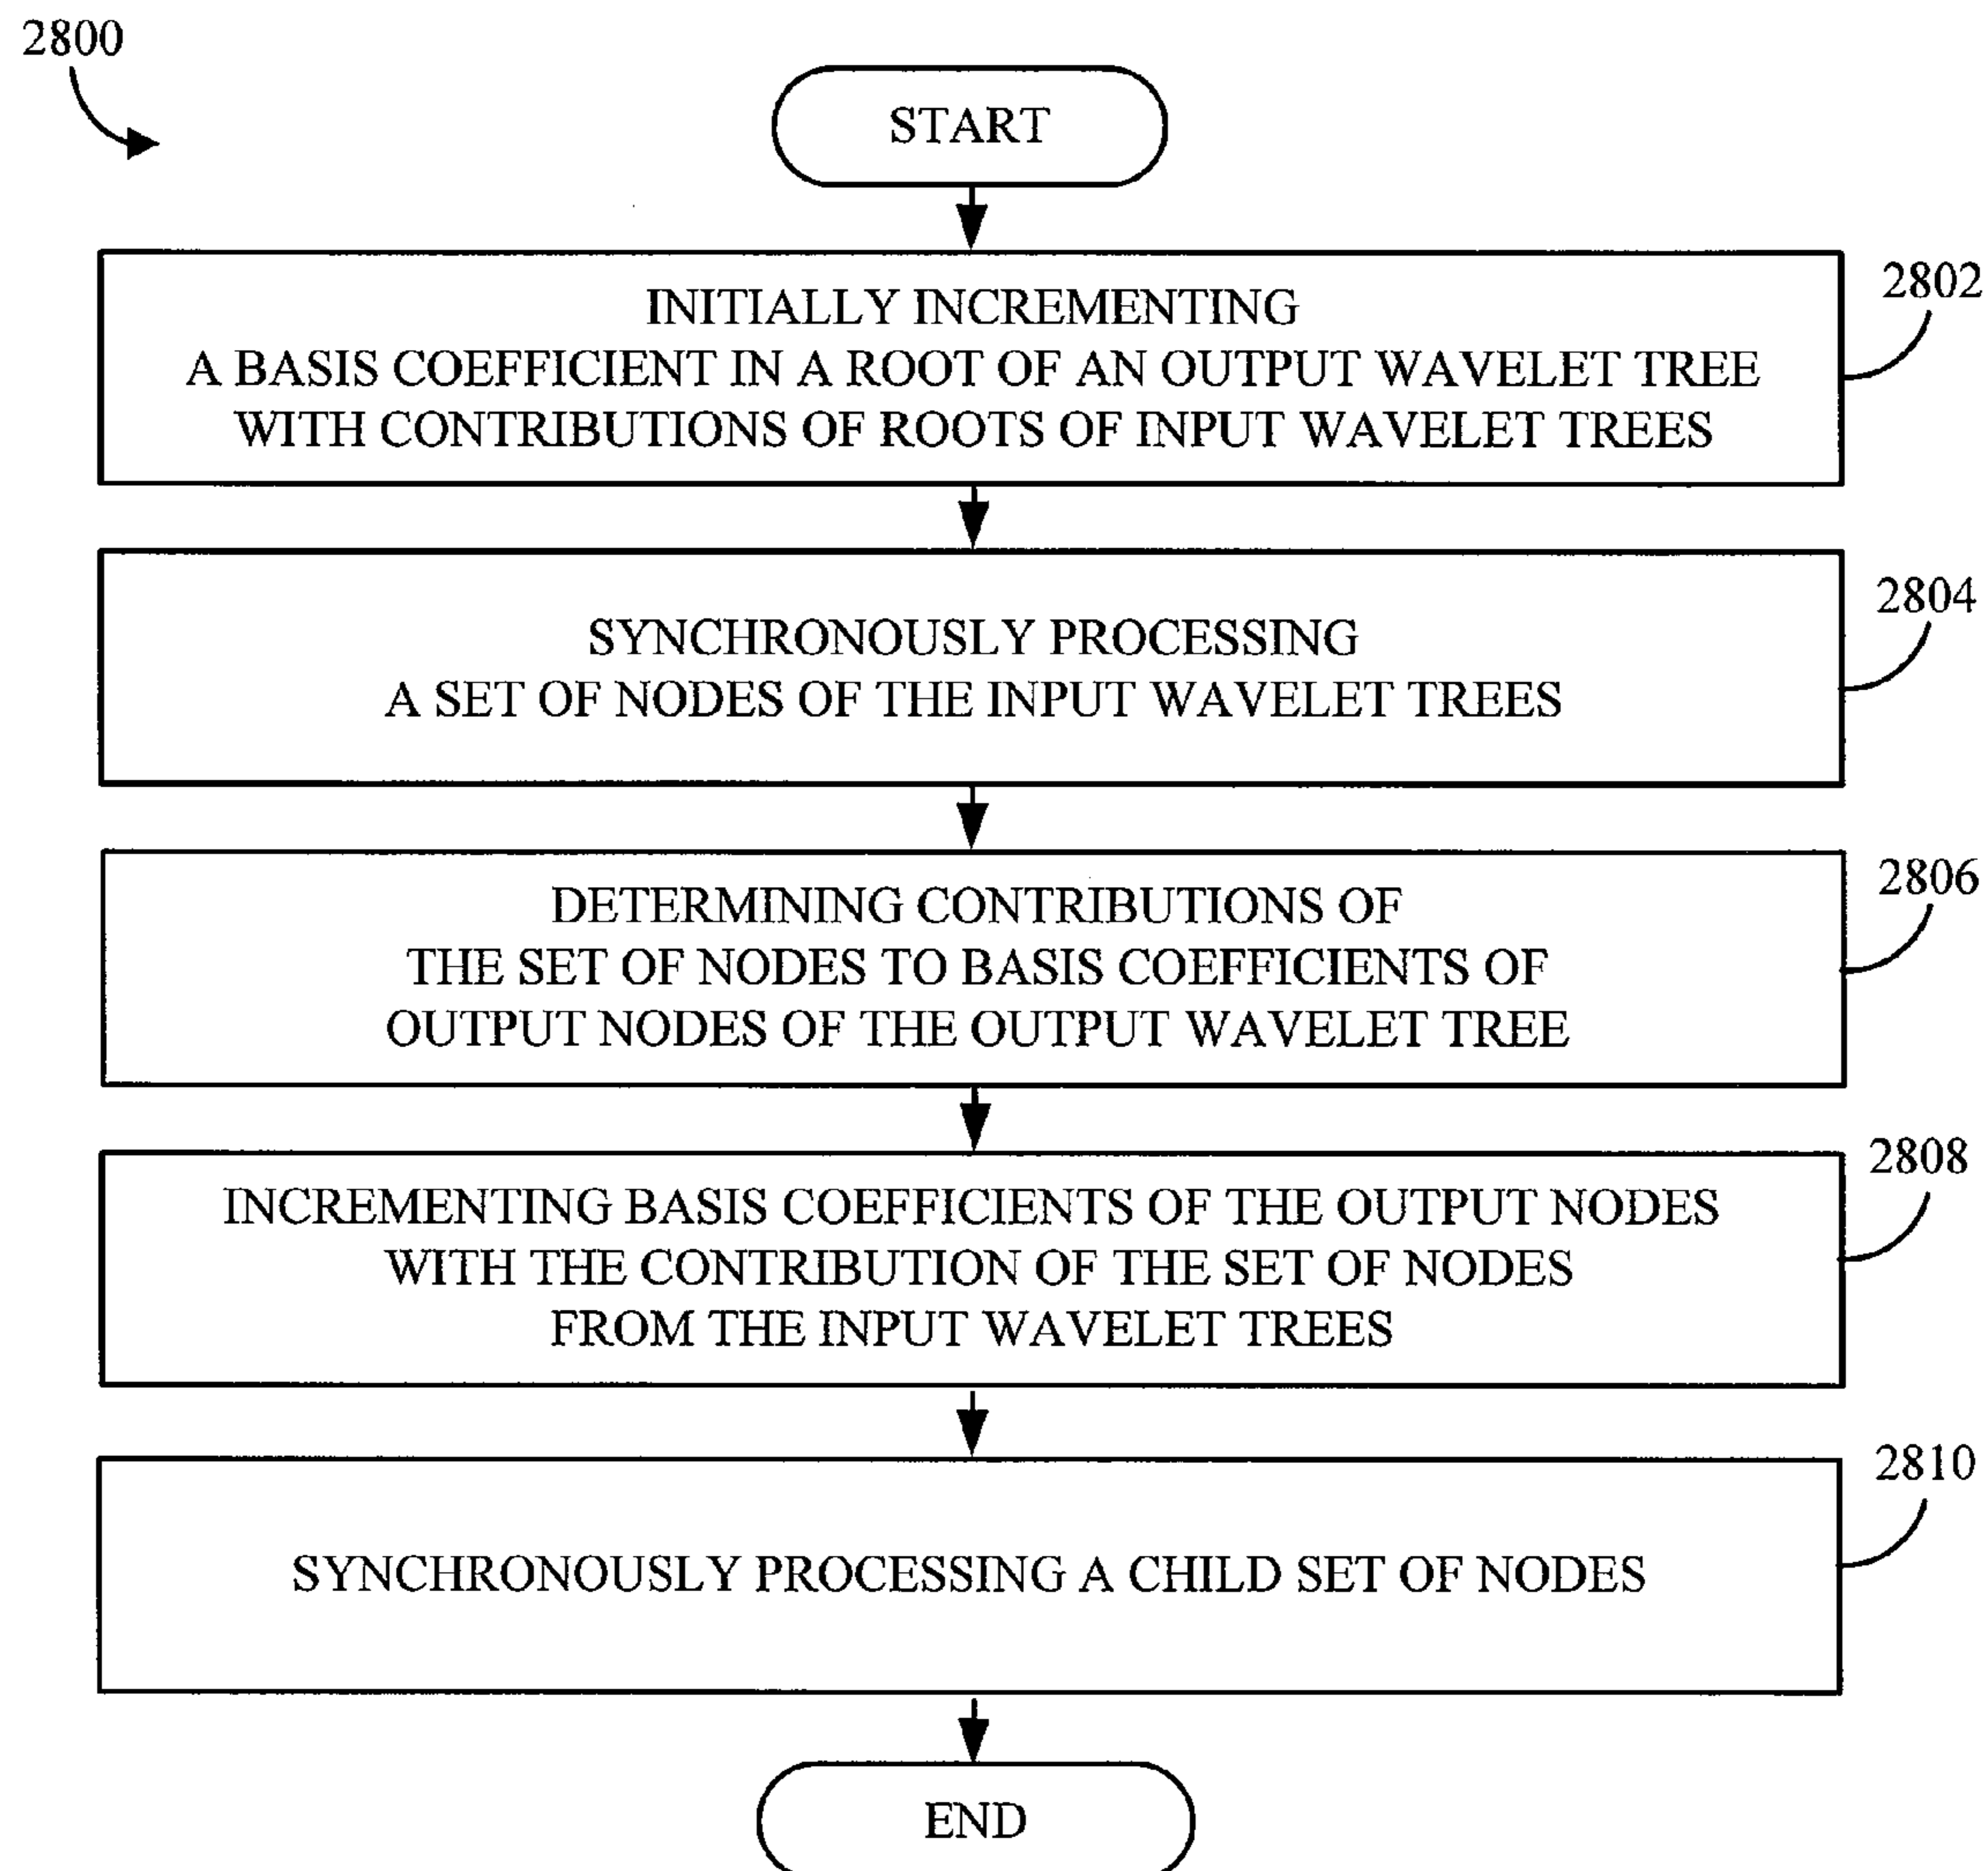 2800
START
INITIALLY INCREMENTING
A BASIS COEFFICIENT IN A ROOT OF AN OUTPUT WAVELET TREE
WITH CONTRIBUTIONS OF ROOTS OF INPUT WAVELET TREES
2802
SYNCHRONOUSLY PROCESSING
A SET OF NODES OF THE INPUT WAVELET TREES
2804
DETERMINING CONTRIBUTIONS OF
THE SET OF NODES TO BASIS COEFFICIENTS OF
OUTPUT NODES OF THE OUTPUT WAVELET TREE
2806
INCREMENTING BASIS COEFFICIENTS OF THE OUTPUT NODES
WITH THE CONTRIBUTION OF THE SET OF NODES
FROM THE INPUT WAVELET TREES
2808
SYNCHRONOUSLY PROCESSING A CHILD SET OF NODES
2810
END